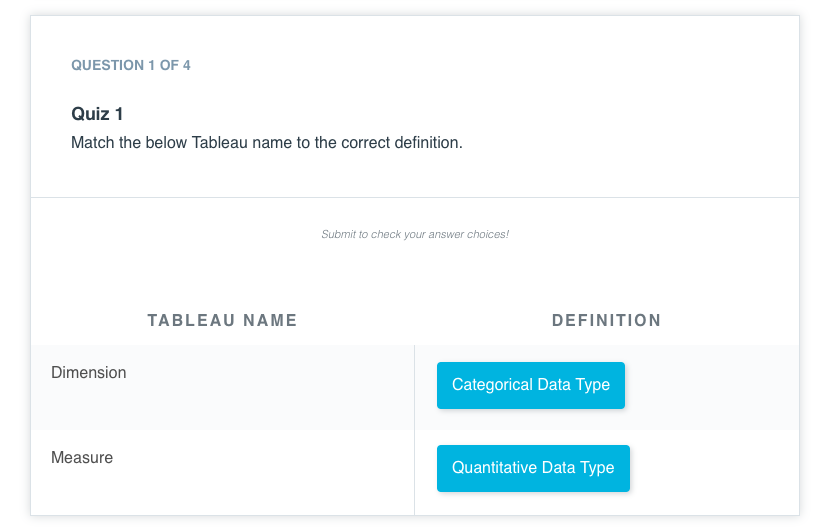 QUESTION 1 OF 4
Quiz 1
Match the below Tableau name to the correct definition.
Submit to check your answer choices!
TABLEAU NAME DEFINITION
Dimension Categorical Data Type
Measure Quantitative Data Type